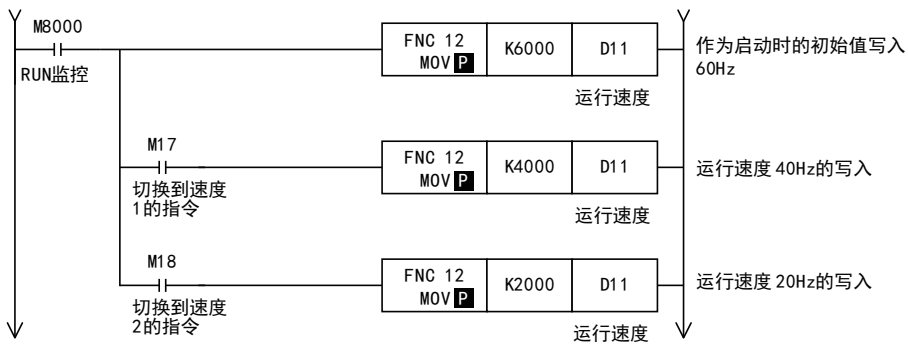 M8000
RUN监控
FNC 12
MOV P
K6000
D11
运行速度
作为启动时的初始值写入
60Hz
M17
切换到速度
1的指令
FNC 12
MOV P
K4000
D11
运行速度
运行速度 40Hz的写入
M18
切换到速度
2的指令
FNC 12
MOV P
K2000
D11
运行速度
运行速度 20Hz的写入